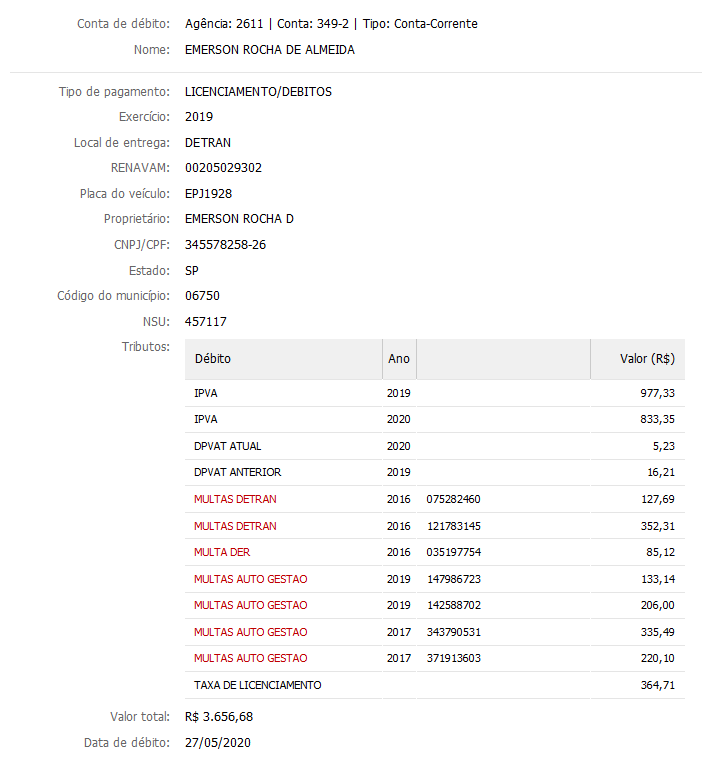 Conta de débito: Agência: 2611 | Conta: 349-2 | Tipo: Conta-Corrente
Nome: EMERSON ROCHA DE ALMEIDA
Tipo de pagamento: LICENCIAMENTO/DEBITOS
Exercício: 2019
Local de entrega: DETRAN
RENAVAM: 00205029302
Placa do veículo: EPJ1928
Proprietário: EMERSON ROCHA D
CNPJ/CPF: 345578258-26
Estado: SP
Código do município: 06750
NSU: 457117
Tributos:
Débito Ano Valor (R$)
IPVA 2019 977,33
IPVA 2020 833,35
DPVAT ATUAL 2020 5,23
DPVAT ANTERIOR 2019 16,21
MULTAS DETRAN 2016 075282460 127,69
MULTAS DETRAN 2016 121783145 352,31
MULTA DER 2016 035197754 85,12
MULTAS AUTO GESTAO 2019 147986723 133,14
MULTAS AUTO GESTAO 2019 142588702 206,00
MULTAS AUTO GESTAO 2017 343790531 335,49
MULTAS AUTO GESTAO 2017 371913603 220,10
TAXA DE LICENCIAMENTO 364,71
Valor total: R$ 3.656,68
Data de débito: 27/05/2020